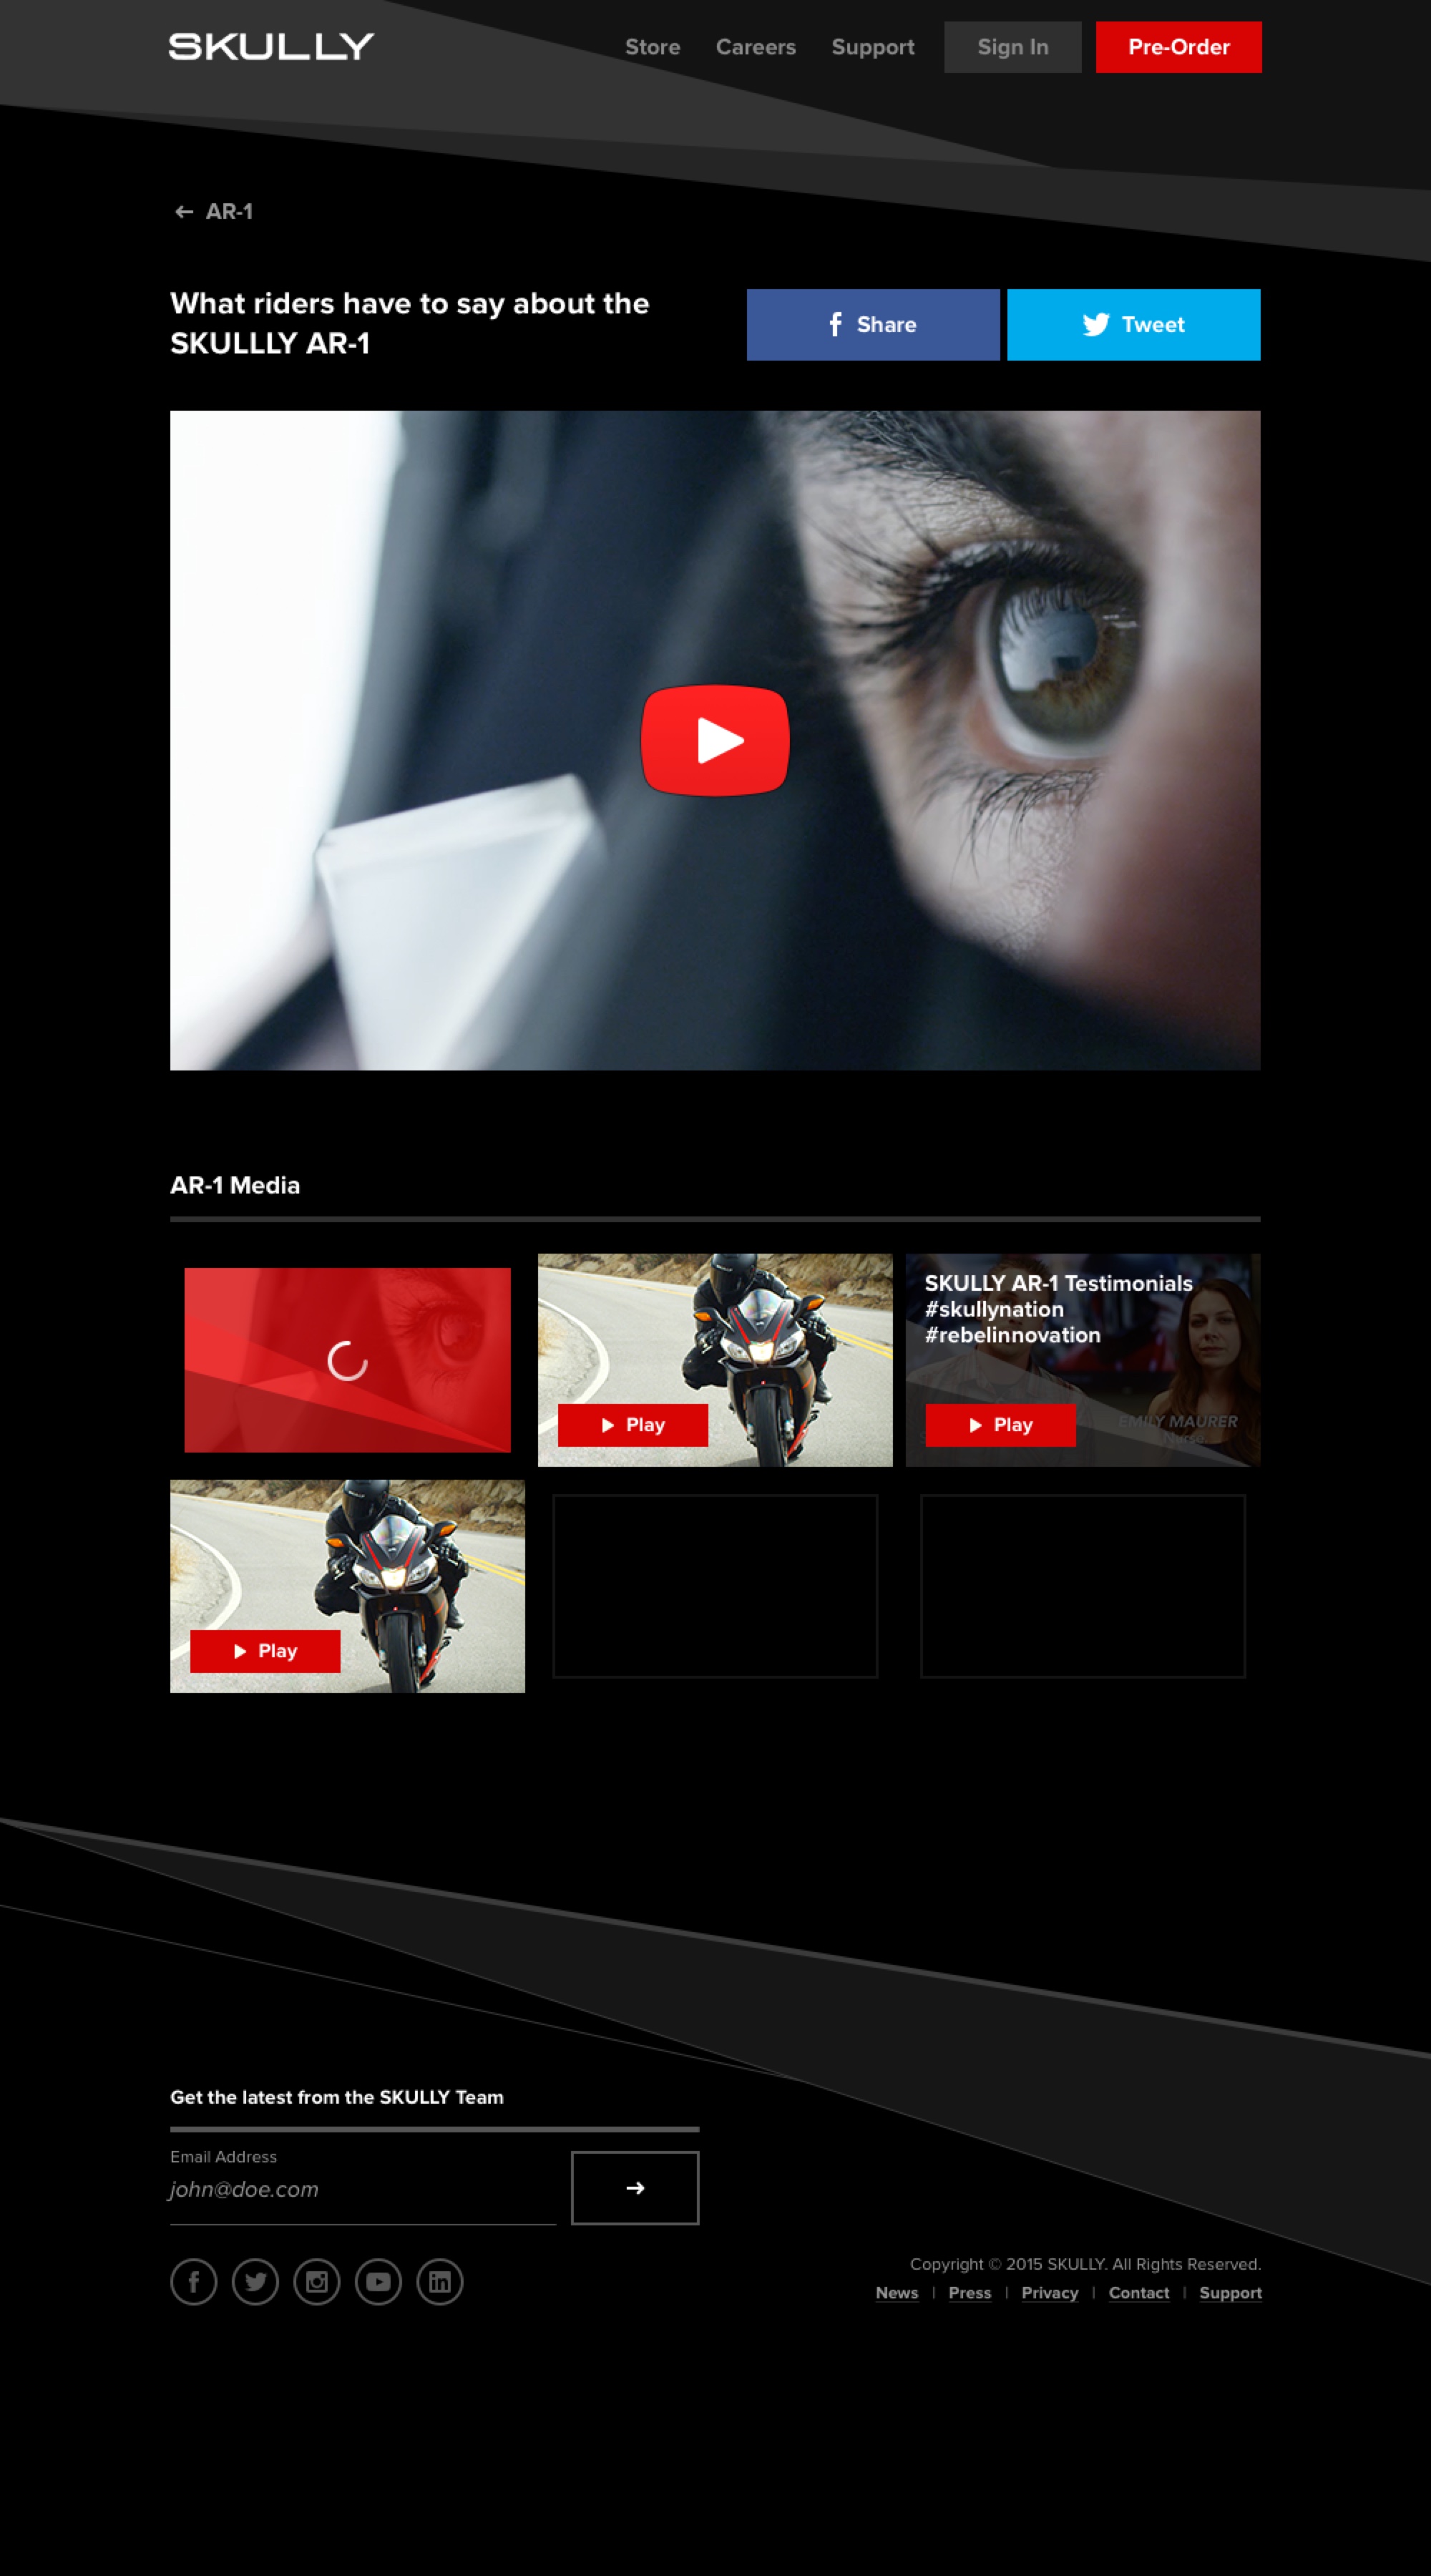 SKULLY
Store Careers Support Sign In Pre-Order
← AR-1
What riders have to say about the
SKULLLY AR-1
Share Tweet
AR-1 Media
SKULLY AR-1 Testimonials
#skullynation
#rebelinnovation
Play
Play
EMILY MAURER
Nurse
Play
Get the latest from the SKULLY Team
Email Address
john@doe.com
→
Copyright © 2015 SKULLY. All Rights Reserved.
News | Press | Privacy | Contact | Support